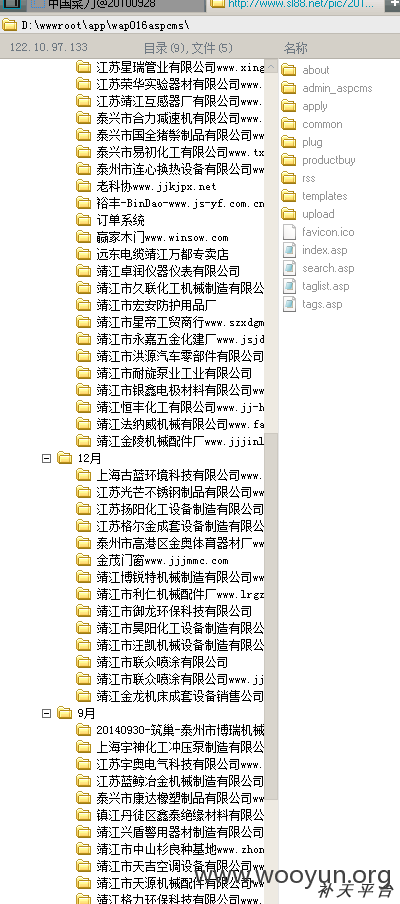 中国菜刀@20100928
http://www.sl88.net/pic/201...
D:\wwwroot\app\wap016aspcms\
122.10.97.133
目录(9),文件(5)
名称
江苏星瑞管业有限公司www.xing
江苏荣华实验器材有限公司www.
江苏靖江互感器厂有限公司www.
泰兴市合力减速机有限公司www.
泰兴市国全猪鬃制品有限公司www.
泰兴市易初化工有限公司www.tx
泰州市连心换热设备有限公司www.
老科协www.jjkjpx.net
裕丰-BinDao-www.js-yf.com.cn
订单系统
赢家木门www.winsow.com
远东电缆靖江万都专卖店
靖江卓润仪器仪表有限公司
靖江市久联化工机械制造有限公
靖江市宏安防护用品厂
靖江市星帝工贸商行www.szxdgm
靖江市永嘉五金化建厂www.jsjd
靖江市洪源汽车零部件有限公司
靖江市耐旋泵业工业有限公司
靖江市银鑫电极材料有限公司ww
靖江恒丰化工有限公司www.jj-h
靖江法纳威机械有限公司www.fa
靖江金陵机械配件厂www.jjjinl
12月
上海古蓝环境科技有限公司www.
江苏光芒不锈钢制品有限公司ww
江苏扬阳化工设备制造有限公司
江苏格尔金成套设备制造有限公
泰州市高港区金奥体育器材厂ww
金茂门窗www.jjjmmc.com
靖江博锐特机械制造有限公司ww
靖江市利仁机械配件厂www.lrgz
靖江市御龙环保科技有限公司
靖江市昊阳化工设备制造有限公
靖江市汪凯机械设备制造有限公
靖江市联众喷涂有限公司
靖江市联众喷涂有限公司www.jj
靖江金龙机床成套设备销售公司
9月
20140930-筑巢-泰州市博瑞机械
上海宇神化工冲压泵制造有限公
江苏宇奥电气科技有限公司www.
江苏蓝鲸冶金机械制造有限公司
泰兴市康达橡塑制品有限公司ww
镇江丹徒区鑫泰绝缘材料有限公
靖江兴盾警用器材制造有限公司
靖江市中山杉良种基地www.zhon
靖江市天吉空调设备有限公司ww
靖江市天源机械配件有限公司ww
靖江格力环保科技有限公司www.
about
admin_aspcms
apply
common
plug
productbuy
rss
templates
upload
favicon.ico
index.asp
search.asp
taglist.asp
tags.asp
www.wooyun.org
补天平台